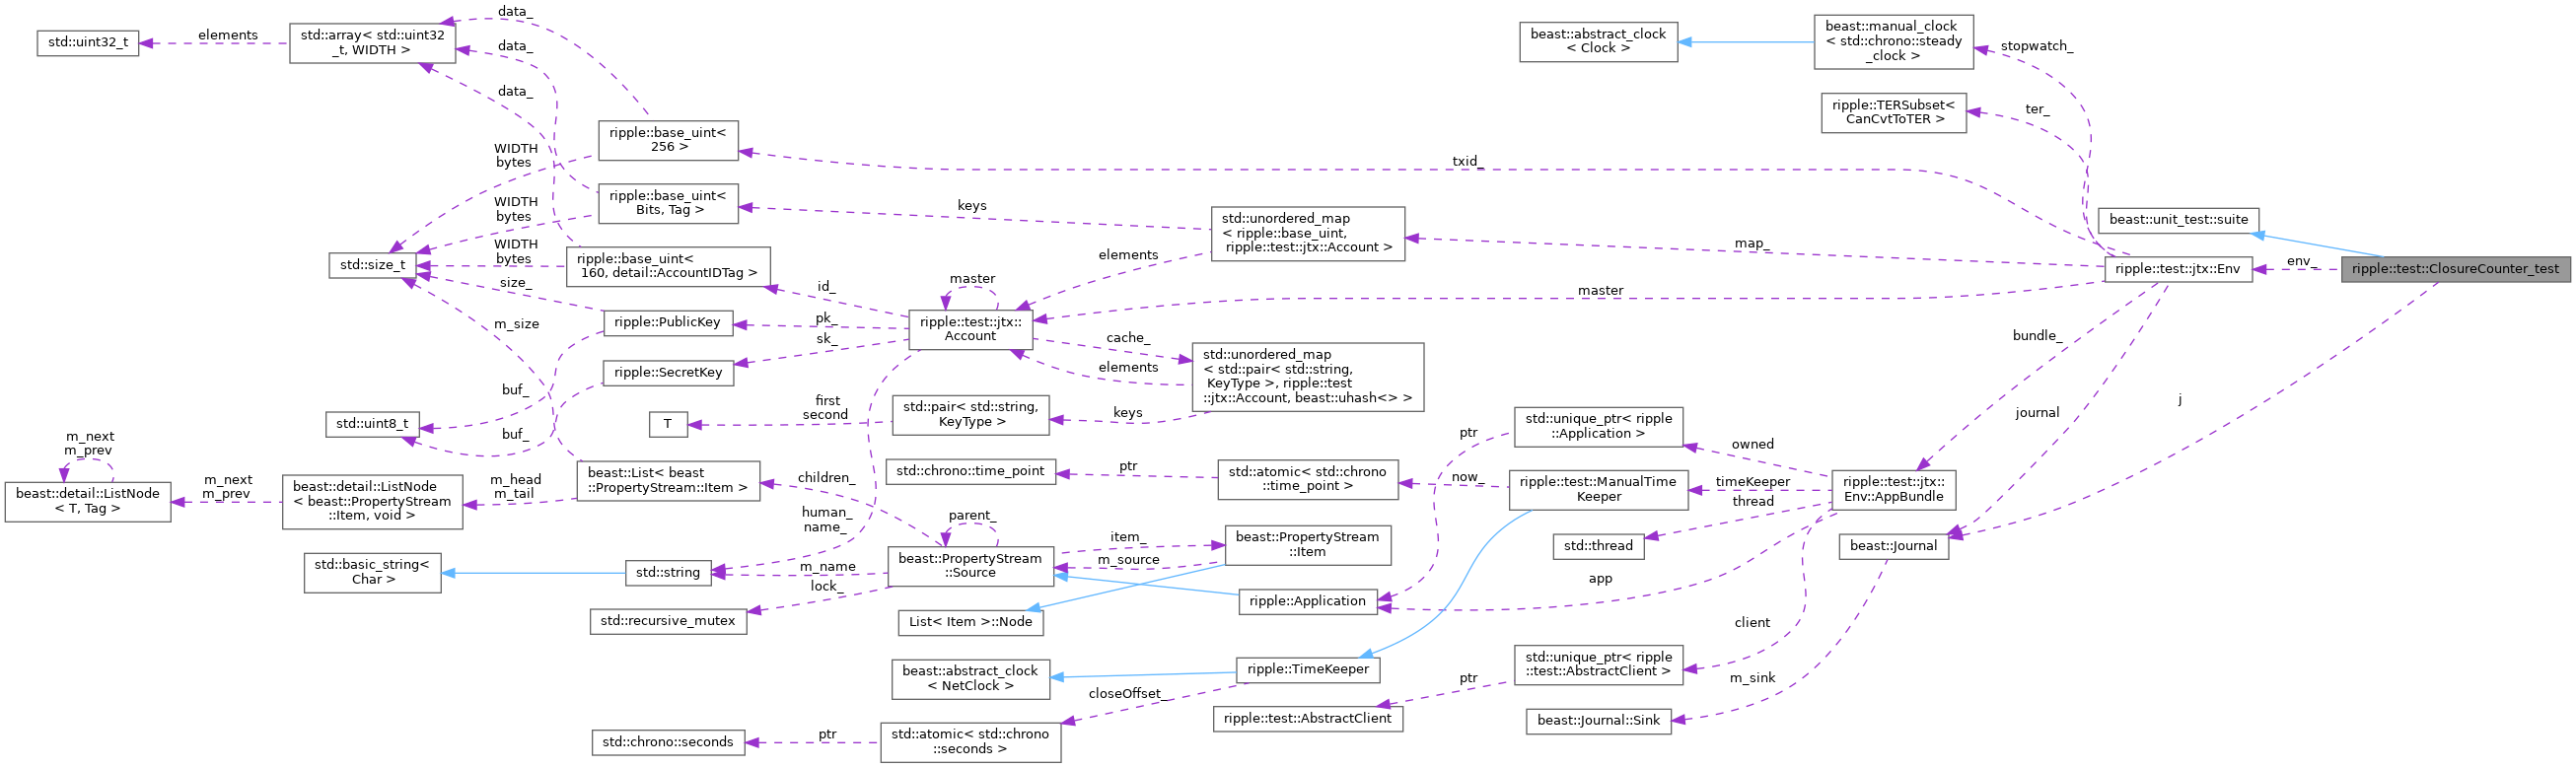 data_
std::uint32_t
elements
std::array< std::uint32
_t, WIDTH >
data_
data_
beast::abstract_clock
< Clock >
beast::manual_clock
< std::chrono::steady
_clock >
stopwatch_
ripple::TERSubset<
CanCvtToTER >
ter_
ripple::base_uint<
256 >
WIDTH
bytes
txid_
ripple::base_uint<
Bits, Tag >
WIDTH
bytes
keys
std::unordered_map
< ripple::base_uint,
ripple::test::jtx::Account >
map_
beast::unit_test::suite
std::size_t
WIDTH
bytes
ripple::base_uint<
160, detail::AccountIDTag >
elements
ripple::test::jtx::Env
env_
ripple::test::ClosureCounter_test
size_
id_
master
master
m_size
ripple::PublicKey
pk_
ripple::test::jtx::
Account
sk_
cache_
bundle_
ripple::SecretKey
std::unordered_map
< std::pair< std::string,
KeyType >, ripple::test
::jtx::Account, beast::uhash<> >
elements
buf_
first
second
std::pair< std::string,
KeyType >
keys
j
journal
std::uint8_t
T
std::unique_ptr< ripple
::Application >
ptr
owned
buf_
m_next
m_prev
beast::detail::ListNode
< T, Tag >
m_next
m_prev
beast::detail::ListNode
< beast::PropertyStream
::Item, void >
m_head
m_tail
beast::List< beast
::PropertyStream::Item >
children_
std::chrono::time_point
ptr
std::atomic< std::chrono
::time_point >
now_
ripple::test::ManualTime
Keeper
timeKeeper
ripple::test::jtx::
Env::AppBundle
thread
human_
name_
parent_
item_
beast::PropertyStream
::Item
std::thread
beast::Journal
std::basic_string<
Char >
std::string
m_name
beast::PropertyStream
::Source
m_source
lock_
app
ripple::Application
std::recursive_mutex
List< Item >::Node
client
beast::abstract_clock
< NetClock >
ripple::TimeKeeper
std::unique_ptr< ripple
::test::AbstractClient >
ptr
m_sink
closeOffset_
ripple::test::AbstractClient
beast::Journal::Sink
std::chrono::seconds
ptr
std::atomic< std::chrono
::seconds >